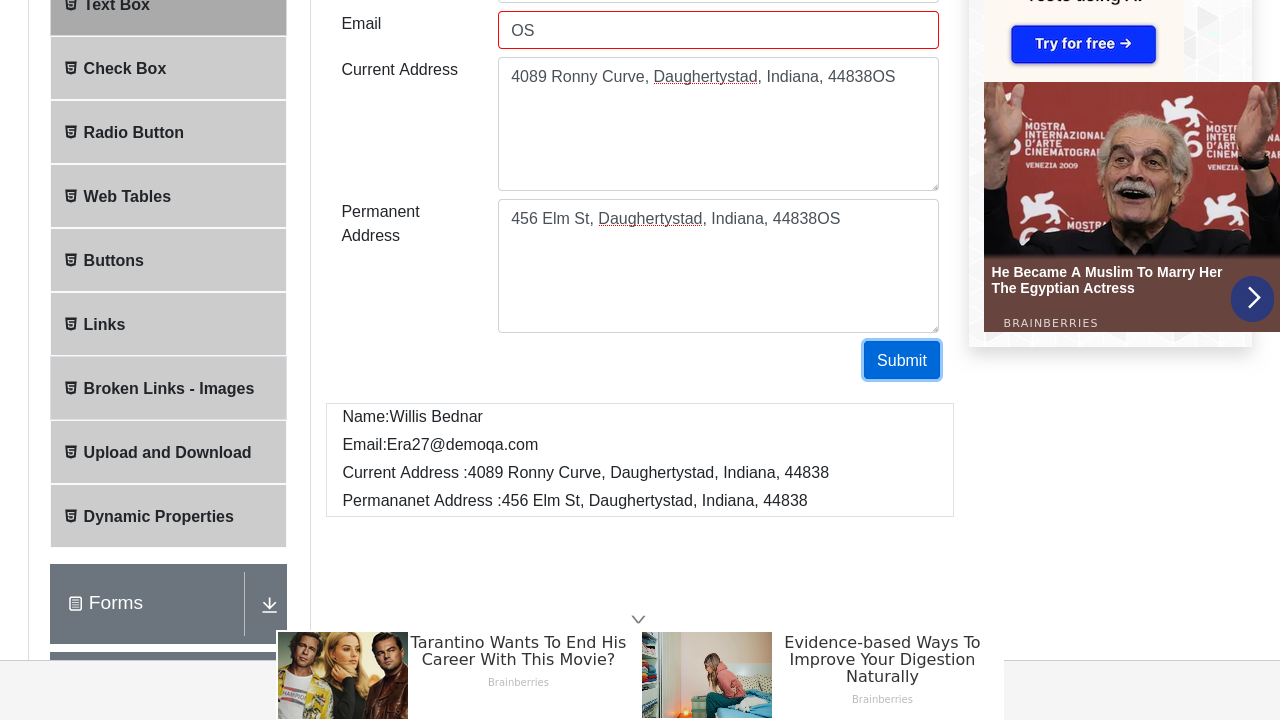 Text Box
Check Box
Radio Button
Web Tables
Buttons
Links
Broken Links - Images
Upload and Download
Dynamic Properties
Forms
Email
OS
Current Address
4089 Ronny Curve, Daughertystad, Indiana, 44838OS
Permanent
Address
456 Elm St, Daughertystad, Indiana, 44838OS
Submit
Name:Willis Bednar
Email:Era27@demoqa.com
Current Address :4089 Ronny Curve, Daughertystad, Indiana, 44838
Permananet Address :456 Elm St, Daughertystad, Indiana, 44838
Try for free →
MOSTRA
INTERNAZIONALE
D'ARTE
CINEMATOGRAFICA
VENEZIA 2009
He Became A Muslim To Marry Her
The Egyptian Actress
BRAINBERRIES
Tarantino Wants To End His
Career With This Movie?
Brainberries
Evidence-based Ways To
Improve Your Digestion
Naturally
Brainberries